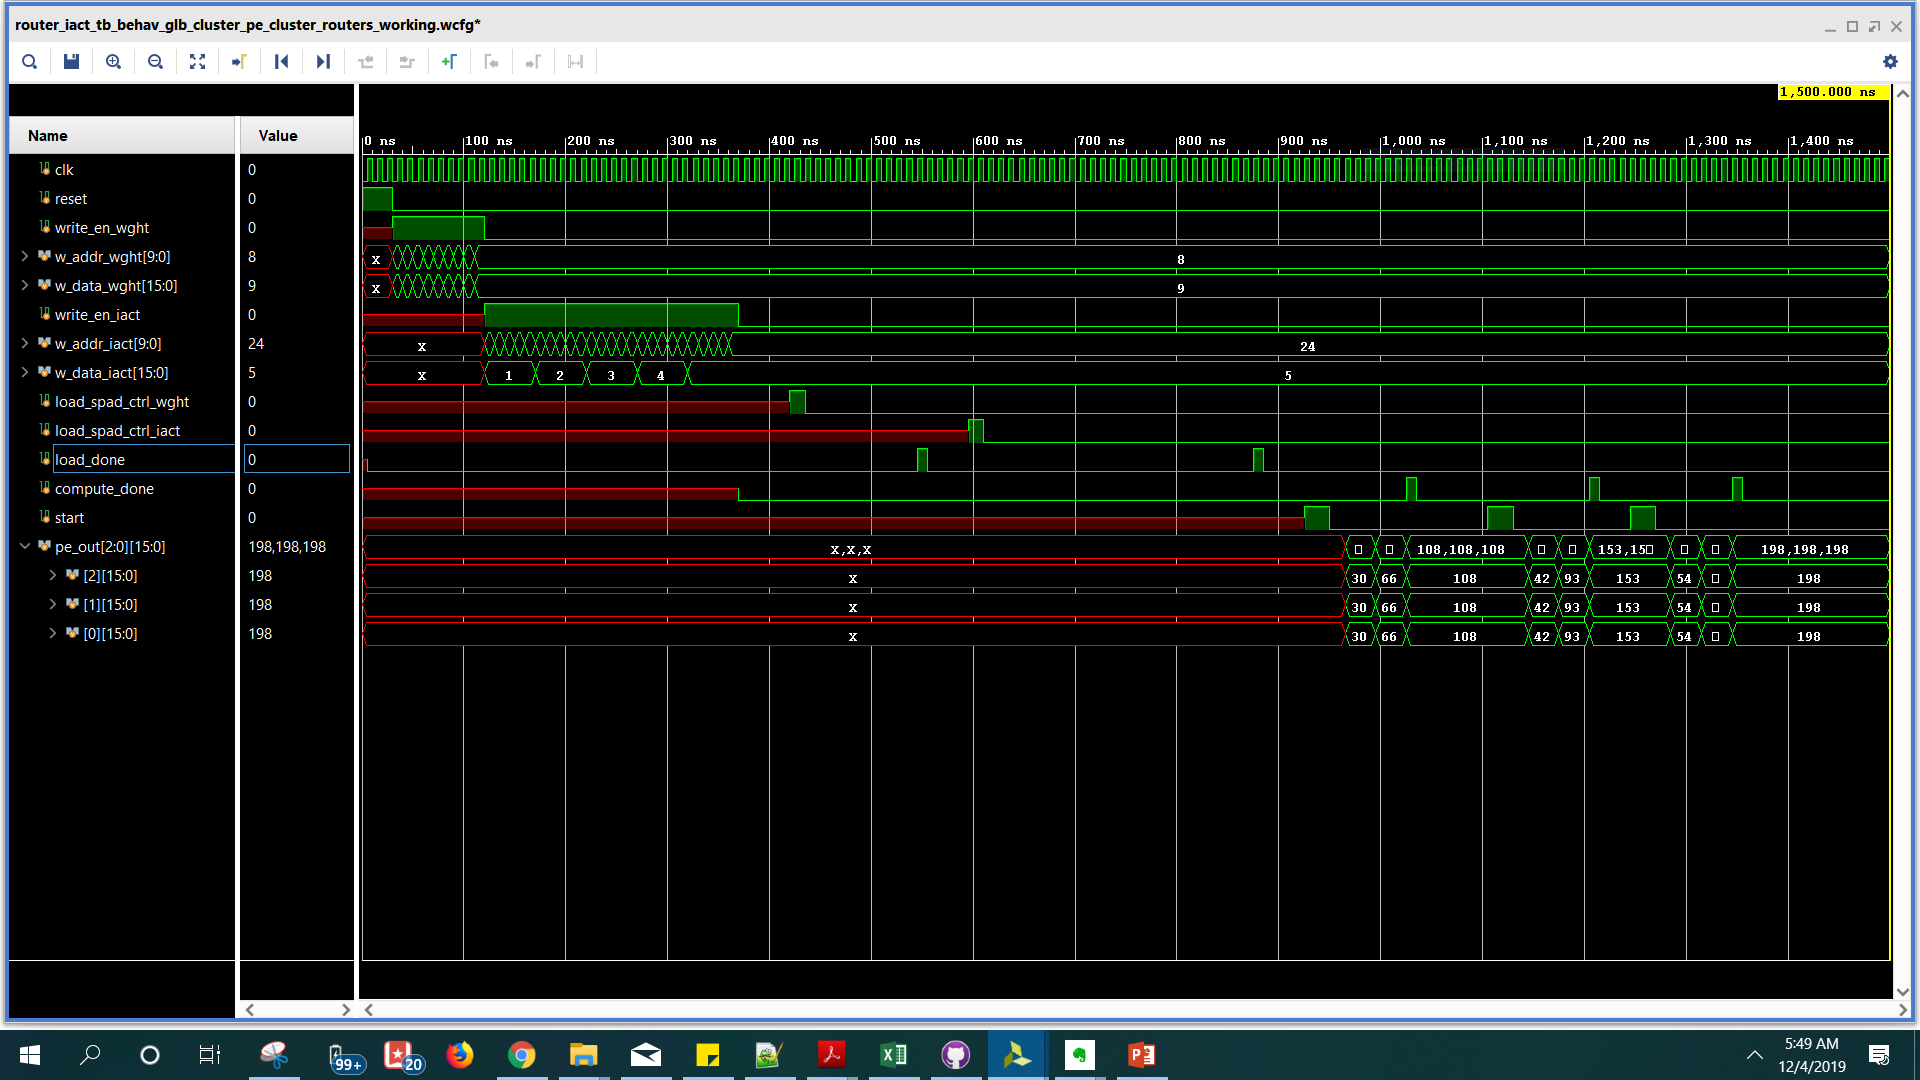 router_iact_tb_behav_glb_cluster_pe_cluster_routers_working.wcfg*
1,500.000 ns
Name Value
0 ns 100 ns 200 ns 300 ns 400 ns 500 ns 600 ns 700 ns 800 ns 900 ns 1,000 ns 1,100 ns 1,200 ns 1,300 ns 1,400 ns
clk 0
reset 0
write_en_wght 0
w_addr_wght[9:0] 8 X 8
w_data_wght[15:0] 9 X 9
write_en_iact 0
w_addr_iact[9:0] 24 X 24
w_data_iact[15:0] 5 X 1 2 3 4 5
load_spad_ctrl_wght 0
load_spad_ctrl_iact 0
load_done 0
compute_done 0
start 0
pe_out[2:0][15:0] 198,198,198 X,X,X 108,108,108 153,15 198,198,198
[2][15:0] 198 X 30 66 108 42 93 153 54 198
[1][15:0] 198 X 30 66 108 42 93 153 54 198
[0][15:0] 198 X 30 66 108 42 93 153 54 198
99+ 20
5:49 AM
12/4/2019